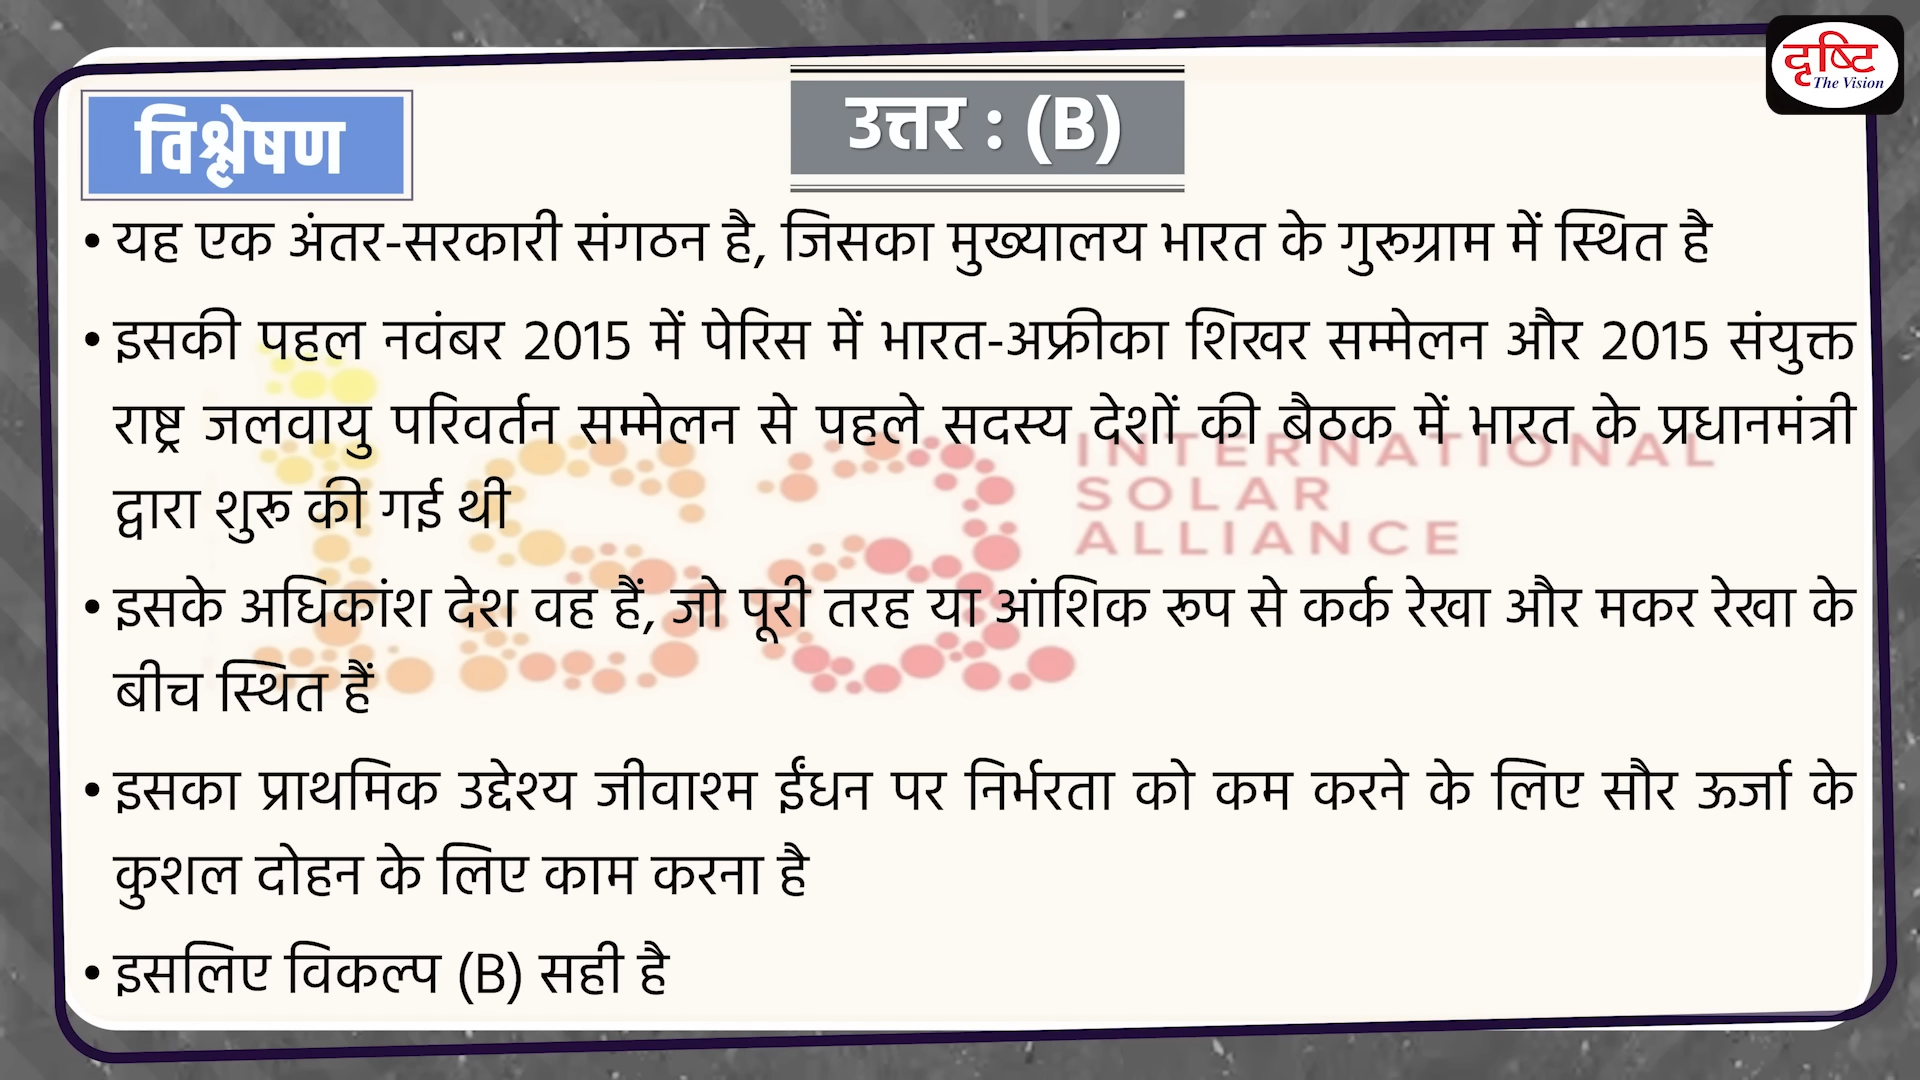 दृष्टि
The Vision
विश्लेषण
उत्तर : (B)
• यह एक अंतर-सरकारी संगठन है, जिसका मुख्यालय भारत के गुरूग्राम में स्थित है
• इसकी पहल नवंबर 2015 में पेरिस में भारत-अफ्रीका शिखर सम्मेलन और 2015 संयुक्त
राष्ट्र जलवायु परिवर्तन सम्मेलन से पहले सदस्य देशों की बैठक में भारत के प्रधानमंत्री
द्वारा शुरू की गई थी
• इसके अधिकांश देश वह हैं, जो पूरी तरह या आंशिक रूप से कर्क रेखा और मकर रेखा के
बीच स्थित हैं
• इसका प्राथमिक उद्देश्य जीवाश्म ईंधन पर निर्भरता को कम करने के लिए सौर ऊर्जा के
कुशल दोहन के लिए काम करना है
• इसलिए विकल्प (B) सही है
isa
INTERNATIONAL
SOLAR
ALLIANCE